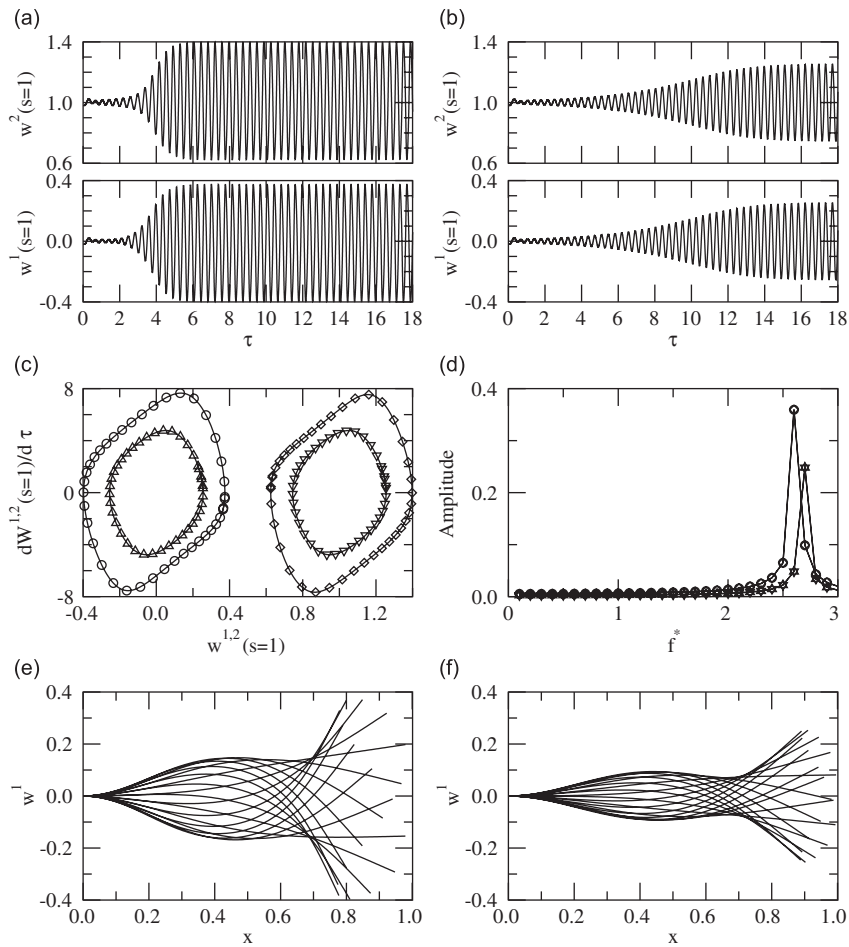 (a)
(b)
1.4
1.0
0.6
w²(s=1)
0.4
0.0
-0.4
w¹(s=1)
0 2 4 6 8 10 12 14 16 18
τ
1.4
1.0
0.6
w²(s=1)
0.4
0.0
-0.4
w¹(s=1)
0 2 4 6 8 10 12 14 16 18
τ
(c)
8
0
-8
dW^{1,2}(s=1)/d τ
-0.4 0.0 0.4 0.8 1.2
w^{1,2}(s=1)
(d)
0.4
0.2
0.0
Amplitude
0 1 2 3
f*
(e)
0.4
0.2
0.0
-0.2
-0.4
w¹
0.0 0.2 0.4 0.6 0.8 1.0
x
(f)
0.4
0.2
0.0
-0.2
-0.4
w¹
0.0 0.2 0.4 0.6 0.8 1.0
x